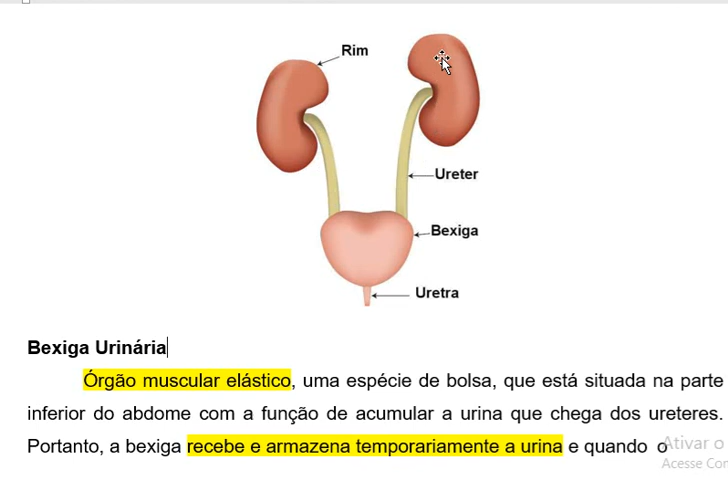 Rim
Ureter
Bexiga
Uretra
Bexiga Urinária
Órgão muscular elástico, uma espécie de bolsa, que está situada na parte
inferior do abdome com a função de acumular a urina que chega dos ureteres.
Portanto, a bexiga recebe e armazena temporariamente a urina e quando o
Ativar o
Acesse Con